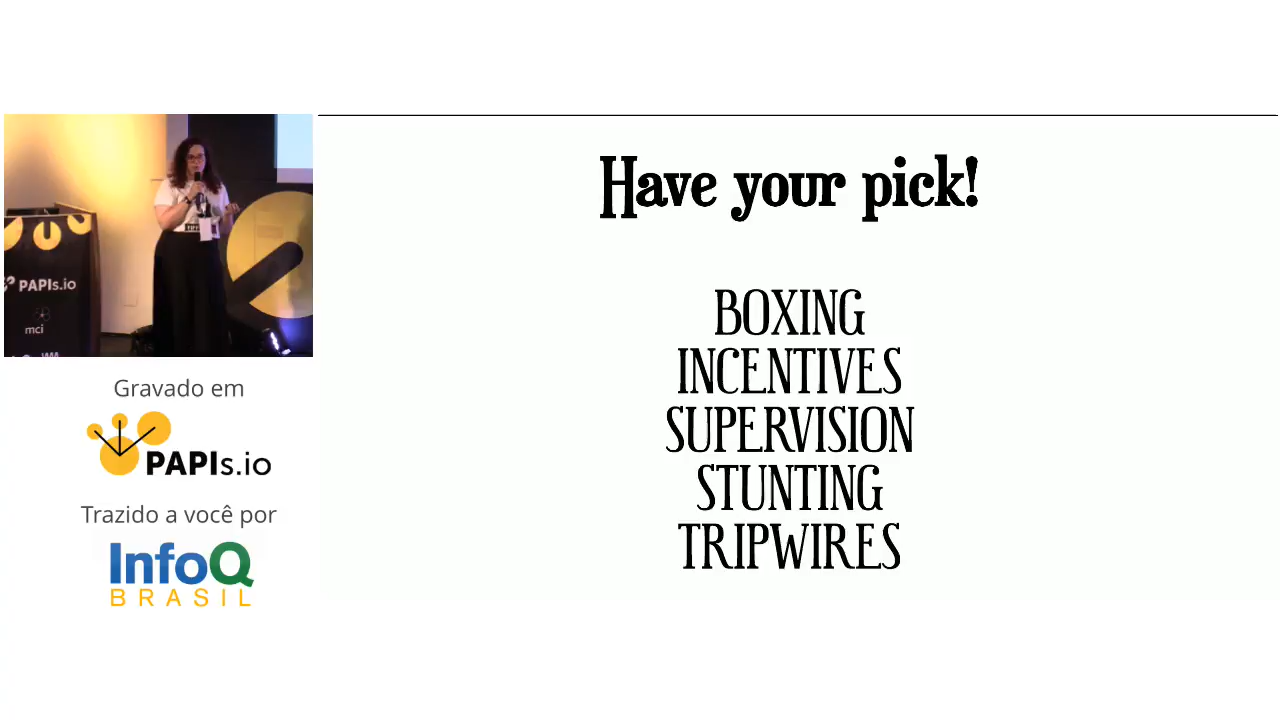 PAPIs.io
mci
Gravado em
PAPIs.io
Trazido a você por
InfoQ
BRASIL
Have your pick!
BOXING
INCENTIVES
SUPERVISION
STUNTING
TRIPWIRES